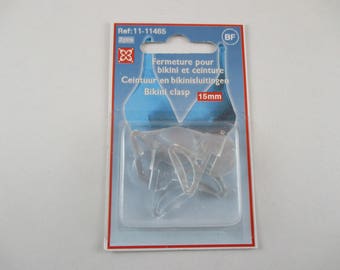 Ref:11-11465
BF
Fermeture pour
bikini et ceinture
Ceintuur en bikinisluitingen
Bikini clasp
15mm